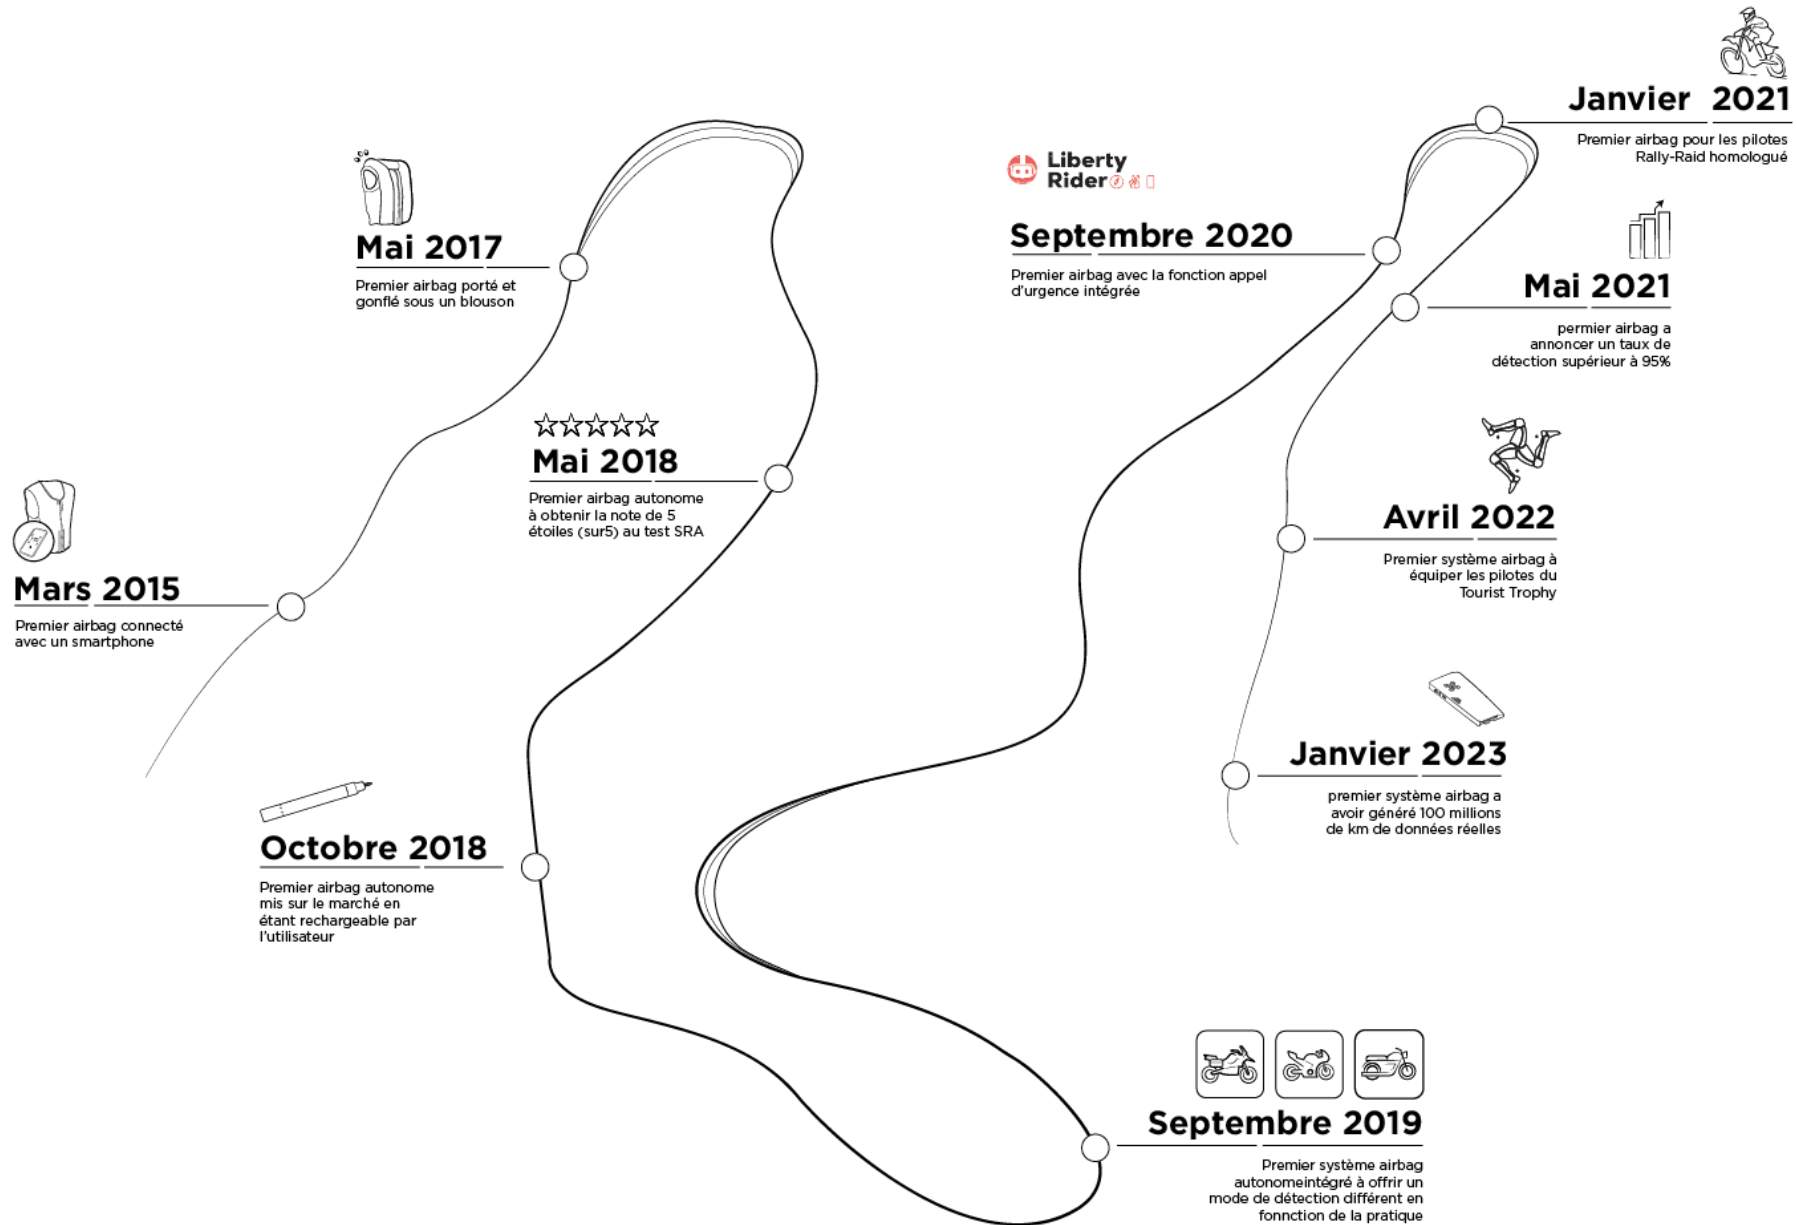 Mars 2015
Premier airbag connecté
avec un smartphone
Mai 2017
Premier airbag porté et
gonflé sous un blouson
Mai 2018
Premier airbag autonome
à obtenir la note de 5
étoiles (sur5) au test SRA
Octobre 2018
Premier airbag autonome
mis sur le marché en
étant rechargeable par
l'utilisateur
Septembre 2019
Premier système airbag
autonomeintégré à offrir un
mode de détection différent en
fonnction de la pratique
Liberty
Rider
Septembre 2020
Premier airbag avec la fonction appel
d'urgence intégrée
Janvier 2021
Premier airbag pour les pilotes
Rally-Raid homologué
Mai 2021
permier airbag a
annoncer un taux de
détection supérieur à 95%
Avril 2022
Premier système airbag à
équiper les pilotes du
Tourist Trophy
Janvier 2023
premier système airbag a
avoir généré 100 millions
de km de données réelles